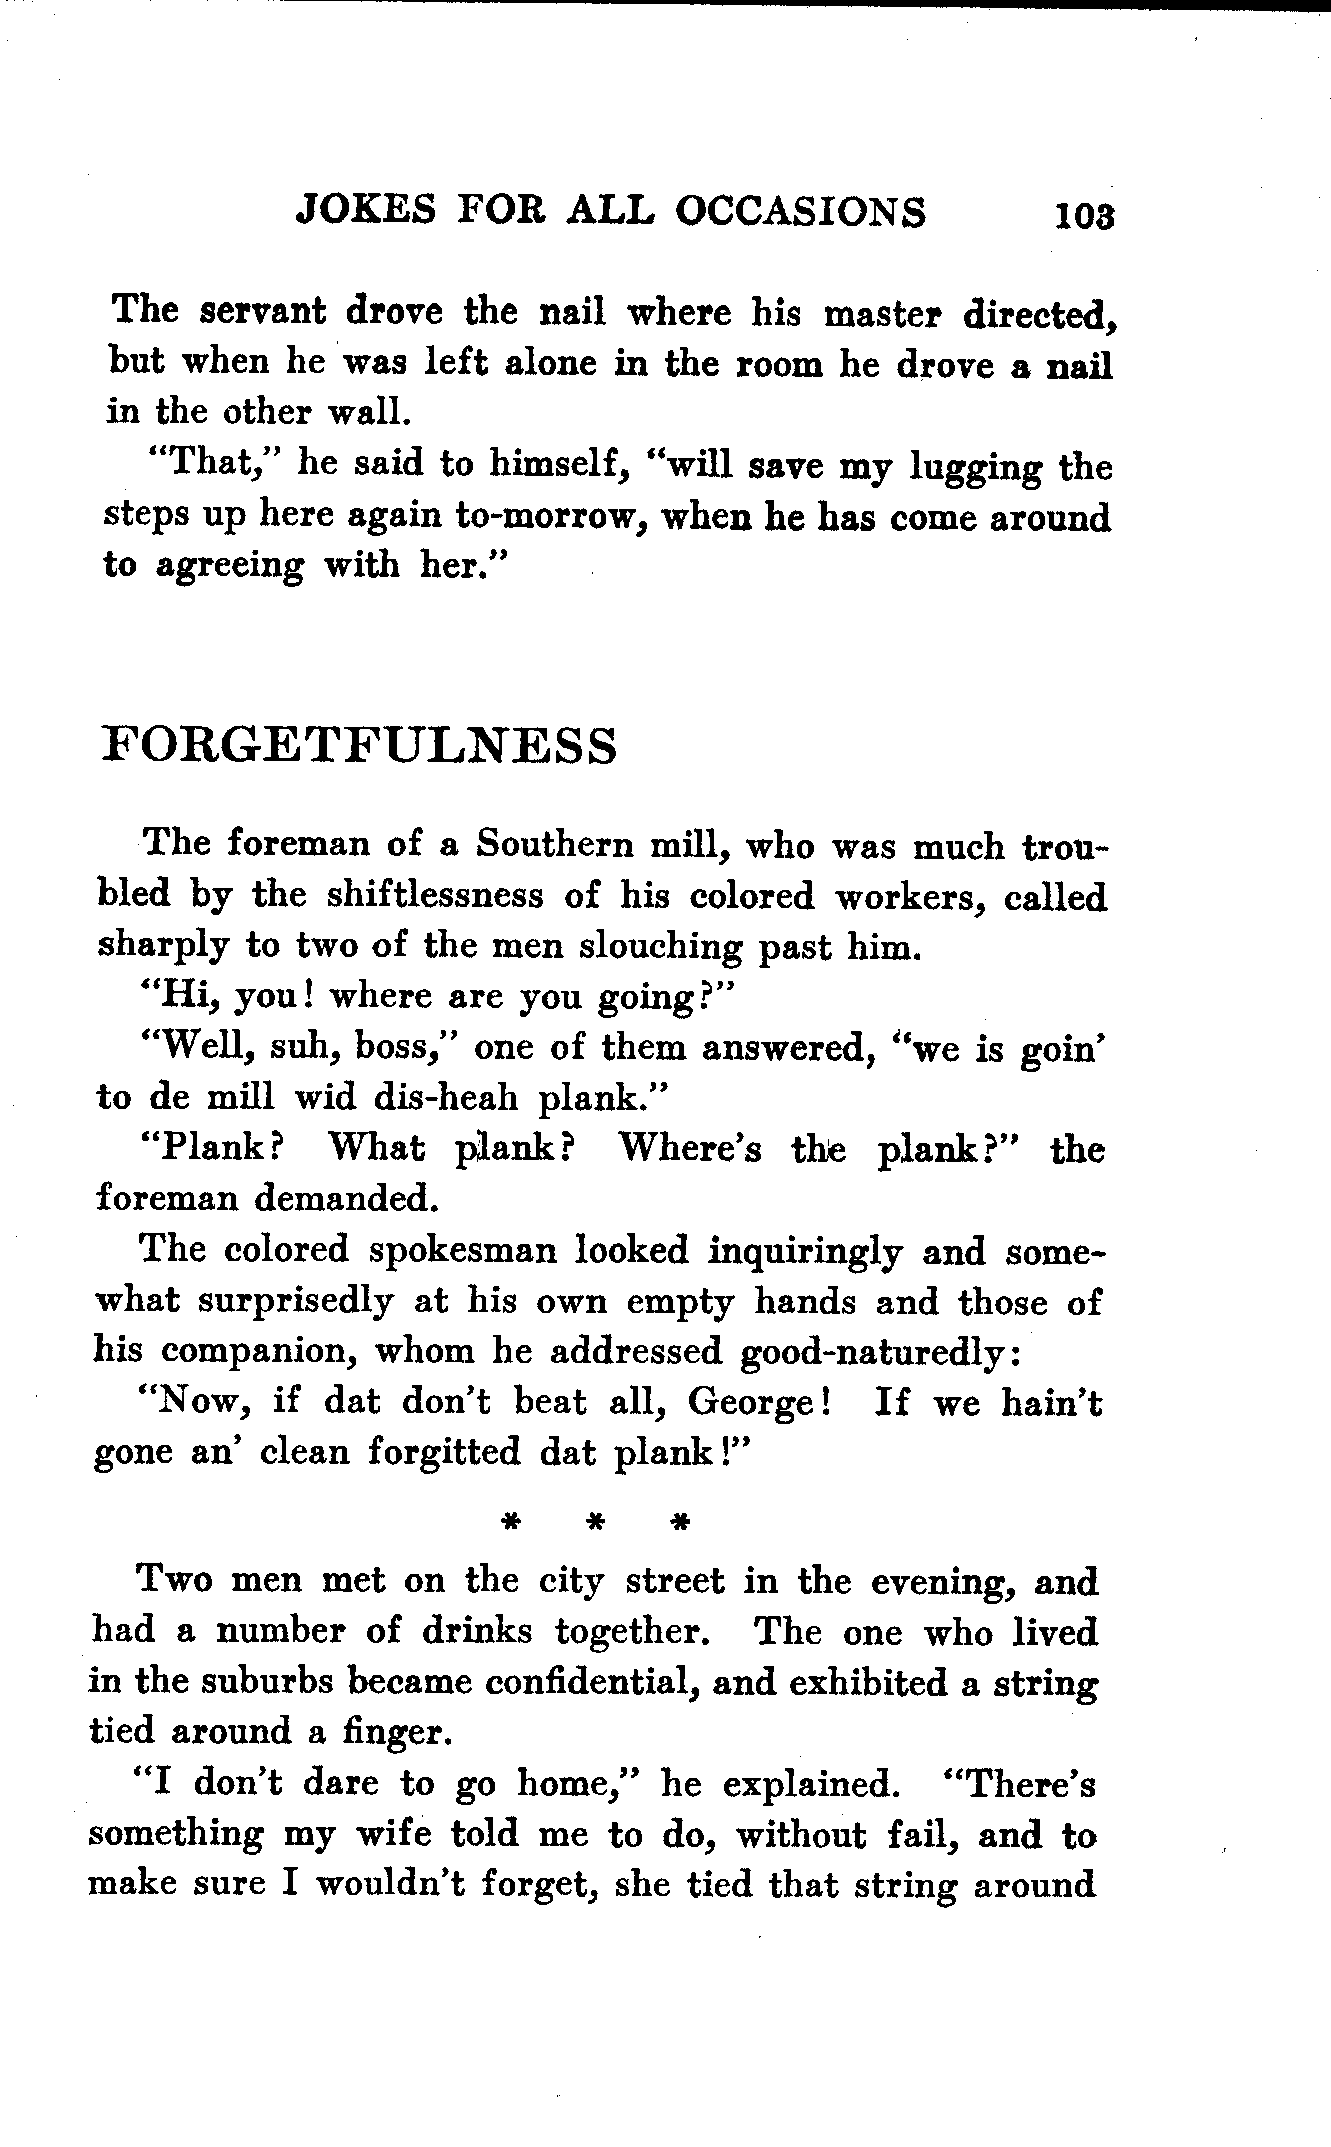 JOKES FOR ALL OCCASIONS 103
The servant drove the nail where his master directed,
but when he was left alone in the room he drove a nail
in the other wall.
"That," he said to himself, "will save my lugging the
steps up here again to-morrow, when he has come around
to agreeing with her."
FORGETFULNESS
The foreman of a Southern mill, who was much trou-
bled by the shiftlessness of his colored workers, called
sharply to two of the men slouching past him.
"Hi, you! where are you going?"
"Well, suh, boss," one of them answered, "we is goin'
to de mill wid dis-heah plank."
"Plank? What plank? Where's the plank?" the
foreman demanded.
The colored spokesman looked inquiringly and some-
what surprisedly at his own empty hands and those of
his companion, whom he addressed good-naturedly:
"Now, if dat don't beat all, George! If we hain't
gone an' clean forgitted dat plank!"
* * *
Two men met on the city street in the evening, and
had a number of drinks together. The one who lived
in the suburbs became confidential, and exhibited a string
tied around a finger.
"I don't dare to go home," he explained. "There's
something my wife told me to do, without fail, and to
make sure I wouldn't forget, she tied that string around